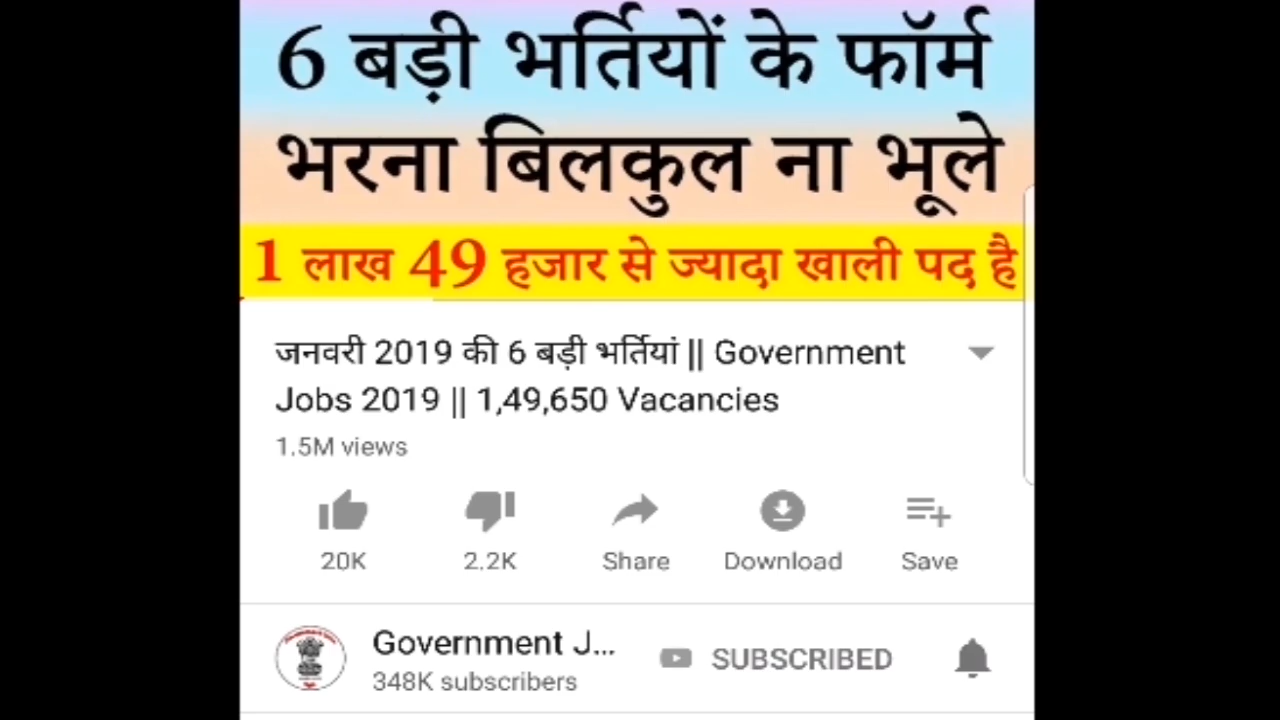 6 बड़ी भर्तियों के फॉर्म
भरना बिलकुल ना भूले
1 लाख 49 हजार से ज्यादा खाली पद है
जनवरी 2019 की 6 बड़ी भर्तियां || Government
Jobs 2019 || 1,49,650 Vacancies
1.5M views
20K 2.2K Share Download Save
Government J...
SUBSCRIBED
348K subscribers